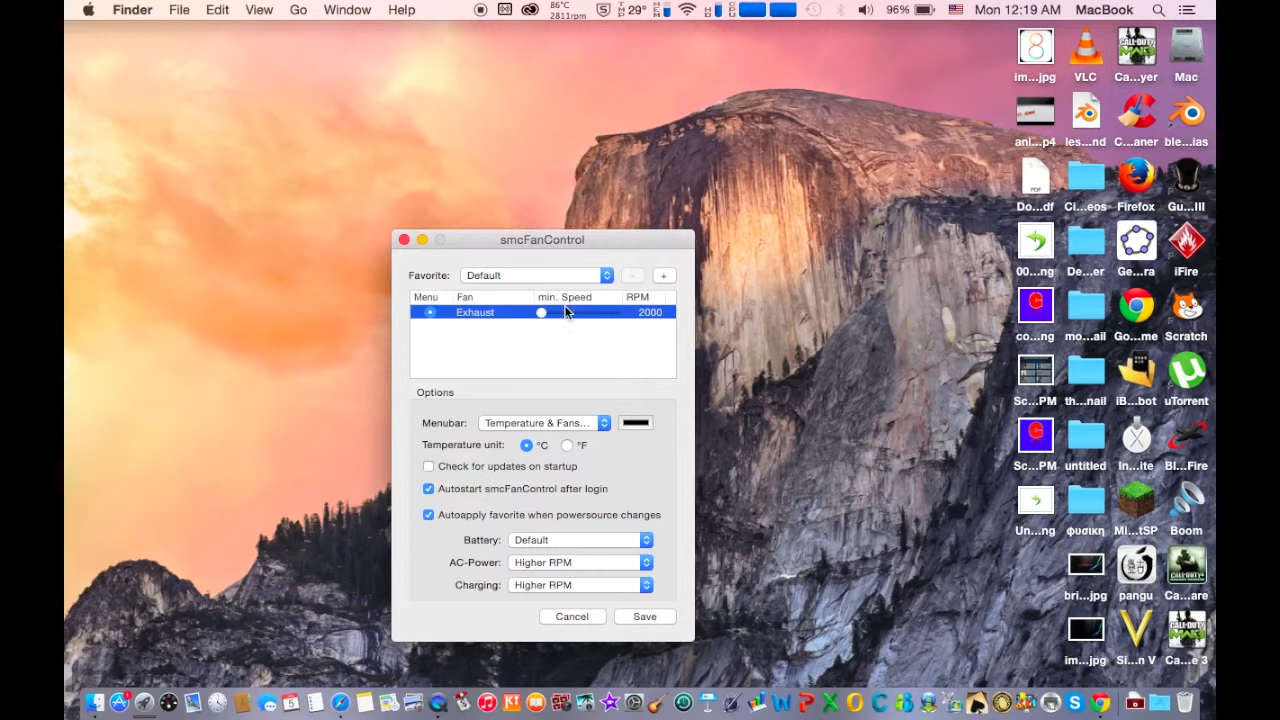 Finder File Edit View Go Window Help 86°C 2811rpm 5 29° 96% Mon 12:19 AM MacBook
8
im...jpg VLC Ca...yer Mac
anl...p4 les...nd C...aner ble...ias
PDF
Do...df Ci...eos Firefox Gu...III
00...ng De...er Ge...ra iFire
co...ng mo...ail Go...me Scratch
Sc...PM th...nail iB...bot uTorrent
Sc...PM untitled In...ite Bl...Fire
Un...ng φυσικη Mi...tSP Boom
bri...jpg pangu Ca...are
im...jpg Si...n V Ca...e 3
smcFanControl
Favorite: Default - +
Menu Fan min. Speed RPM
Exhaust 2000
Options
Menubar: Temperature & Fans...
Temperature unit: °C °F
Check for updates on startup
Autostart smcFanControl after login
Autoapply favorite when powersource changes
Battery: Default
AC-Power: Higher RPM
Charging: Higher RPM
Cancel Save